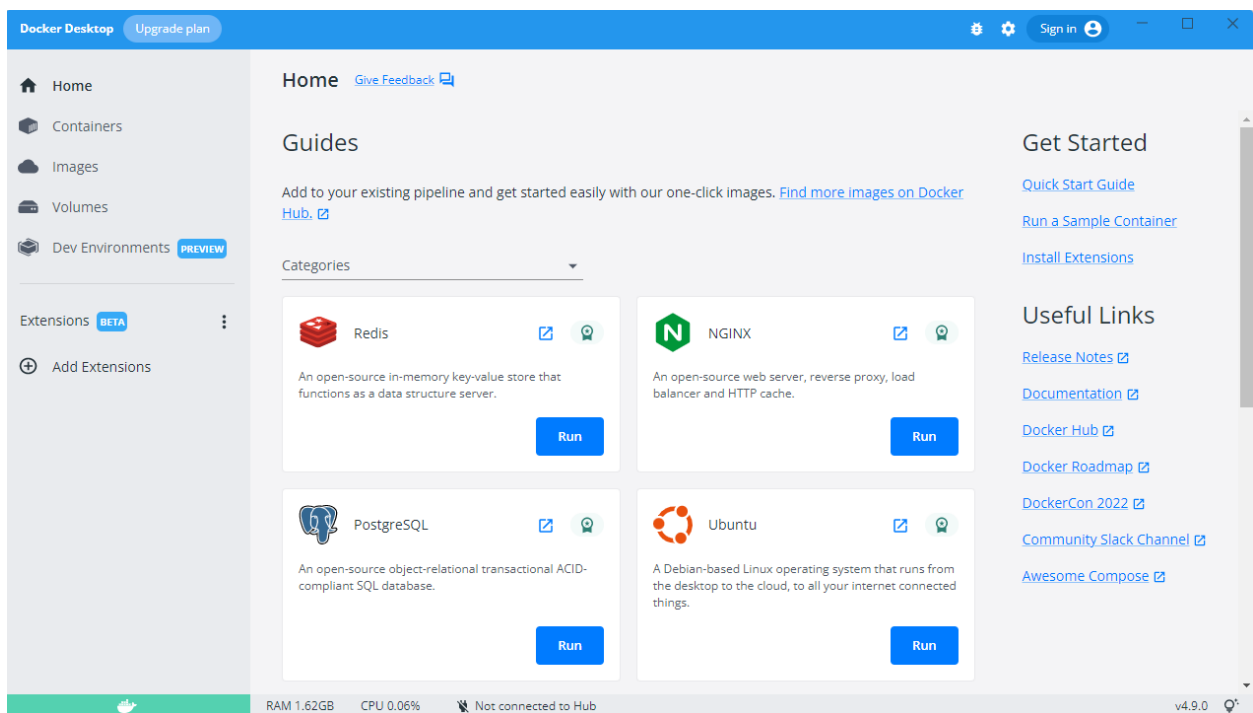 Docker Desktop Upgrade plan Sign in
Home
Containers
Images
Volumes
Dev Environments PREVIEW
Extensions BETA
Add Extensions
Home Give Feedback
Guides
Add to your existing pipeline and get started easily with our one-click images. Find more images on Docker
Hub.
Categories
Redis
An open-source in-memory key-value store that
functions as a data structure server.
Run
N
NGINX
An open-source web server, reverse proxy, load
balancer and HTTP cache.
Run
PostgreSQL
An open-source object-relational transactional ACID-
compliant SQL database.
Run
Ubuntu
A Debian-based Linux operating system that runs from
the desktop to the cloud, to all your internet connected
things.
Run
Get Started
Quick Start Guide
Run a Sample Container
Install Extensions
Useful Links
Release Notes
Documentation
Docker Hub
Docker Roadmap
DockerCon 2022
Community Slack Channel
Awesome Compose
RAM 1.62GB CPU 0.06% Not connected to Hub v4.9.0